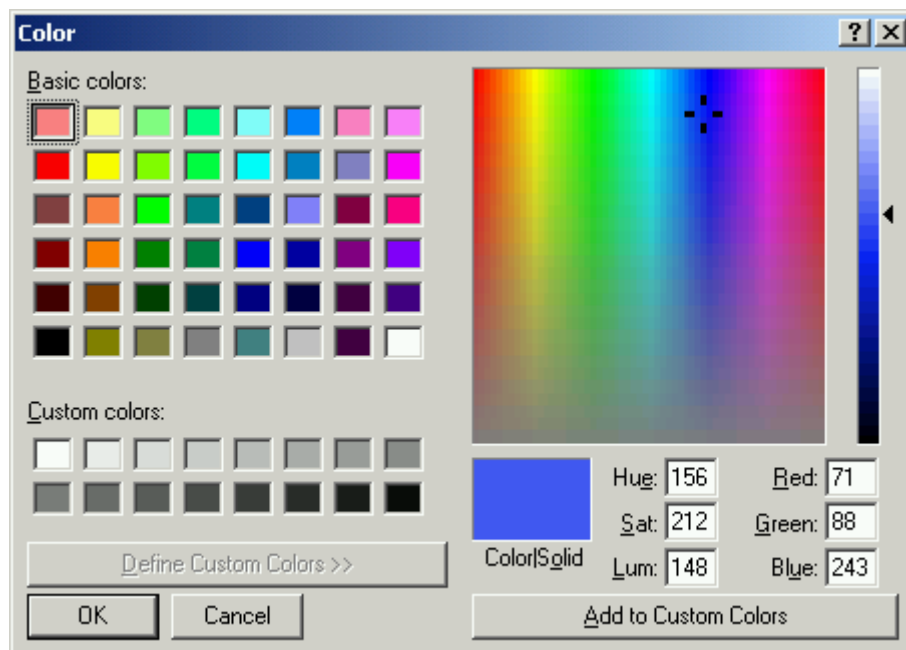 Color
Basic colors:
Custom colors:
Define Custom Colors >>
OK Cancel
Color|Solid
Hue: 156 Red: 71
Sat: 212 Green: 88
Lum: 148 Blue: 243
Add to Custom Colors